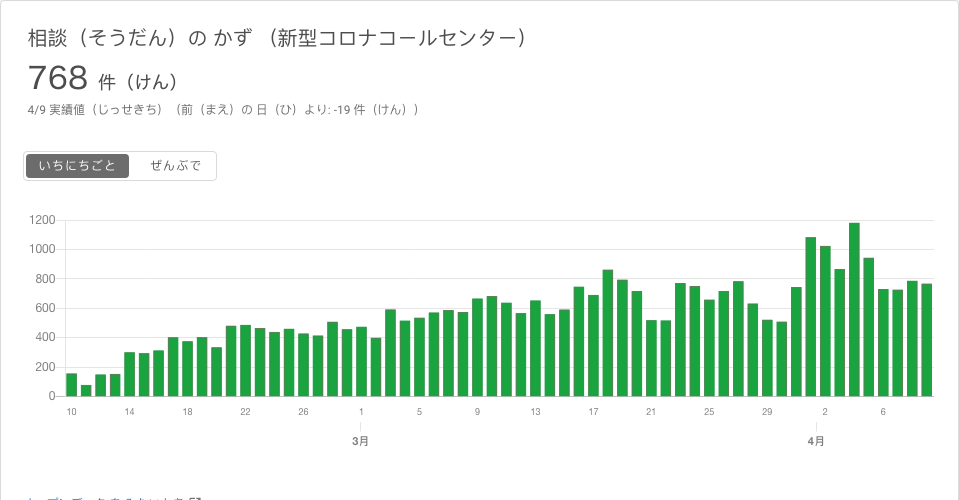 相談（そうだん）の かず （新型コロナコールセンター）
768 件（けん）
4/9 実績値（じっせきち）（前（まえ）の 日（ひ）より: -19 件（けん））
いちにちごと ぜんぶで
1200
1000
800
600
400
200
0
10 14 18 22 26 1 5 9 13 17 21 25 29 2 6
3月 4月